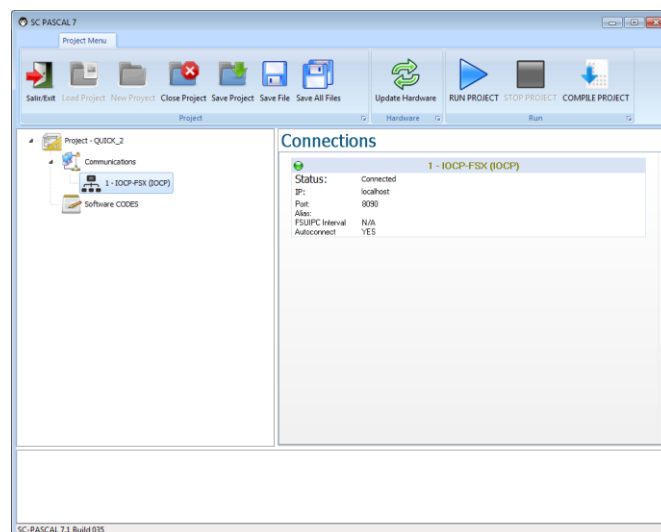 SC PASCAL 7
Project Menu
Salir/Exit Load Project New Proyect Close Project Save Project Save File Save All Files Update Hardware RUN PROJECT STOP PROJECT COMPILE PROJECT
Project Hardware Run
Project - QUICK_2
Communications
1 - IOCP-FSX (IOCP)
Software CODES
Connections
1 - IOCP-FSX (IOCP)
Status: Connected
IP: localhost
Port: 8090
Alias:
FSUIPC Interval N/A
Autoconnect YES
SC-PASCAL 7.1 Build 035